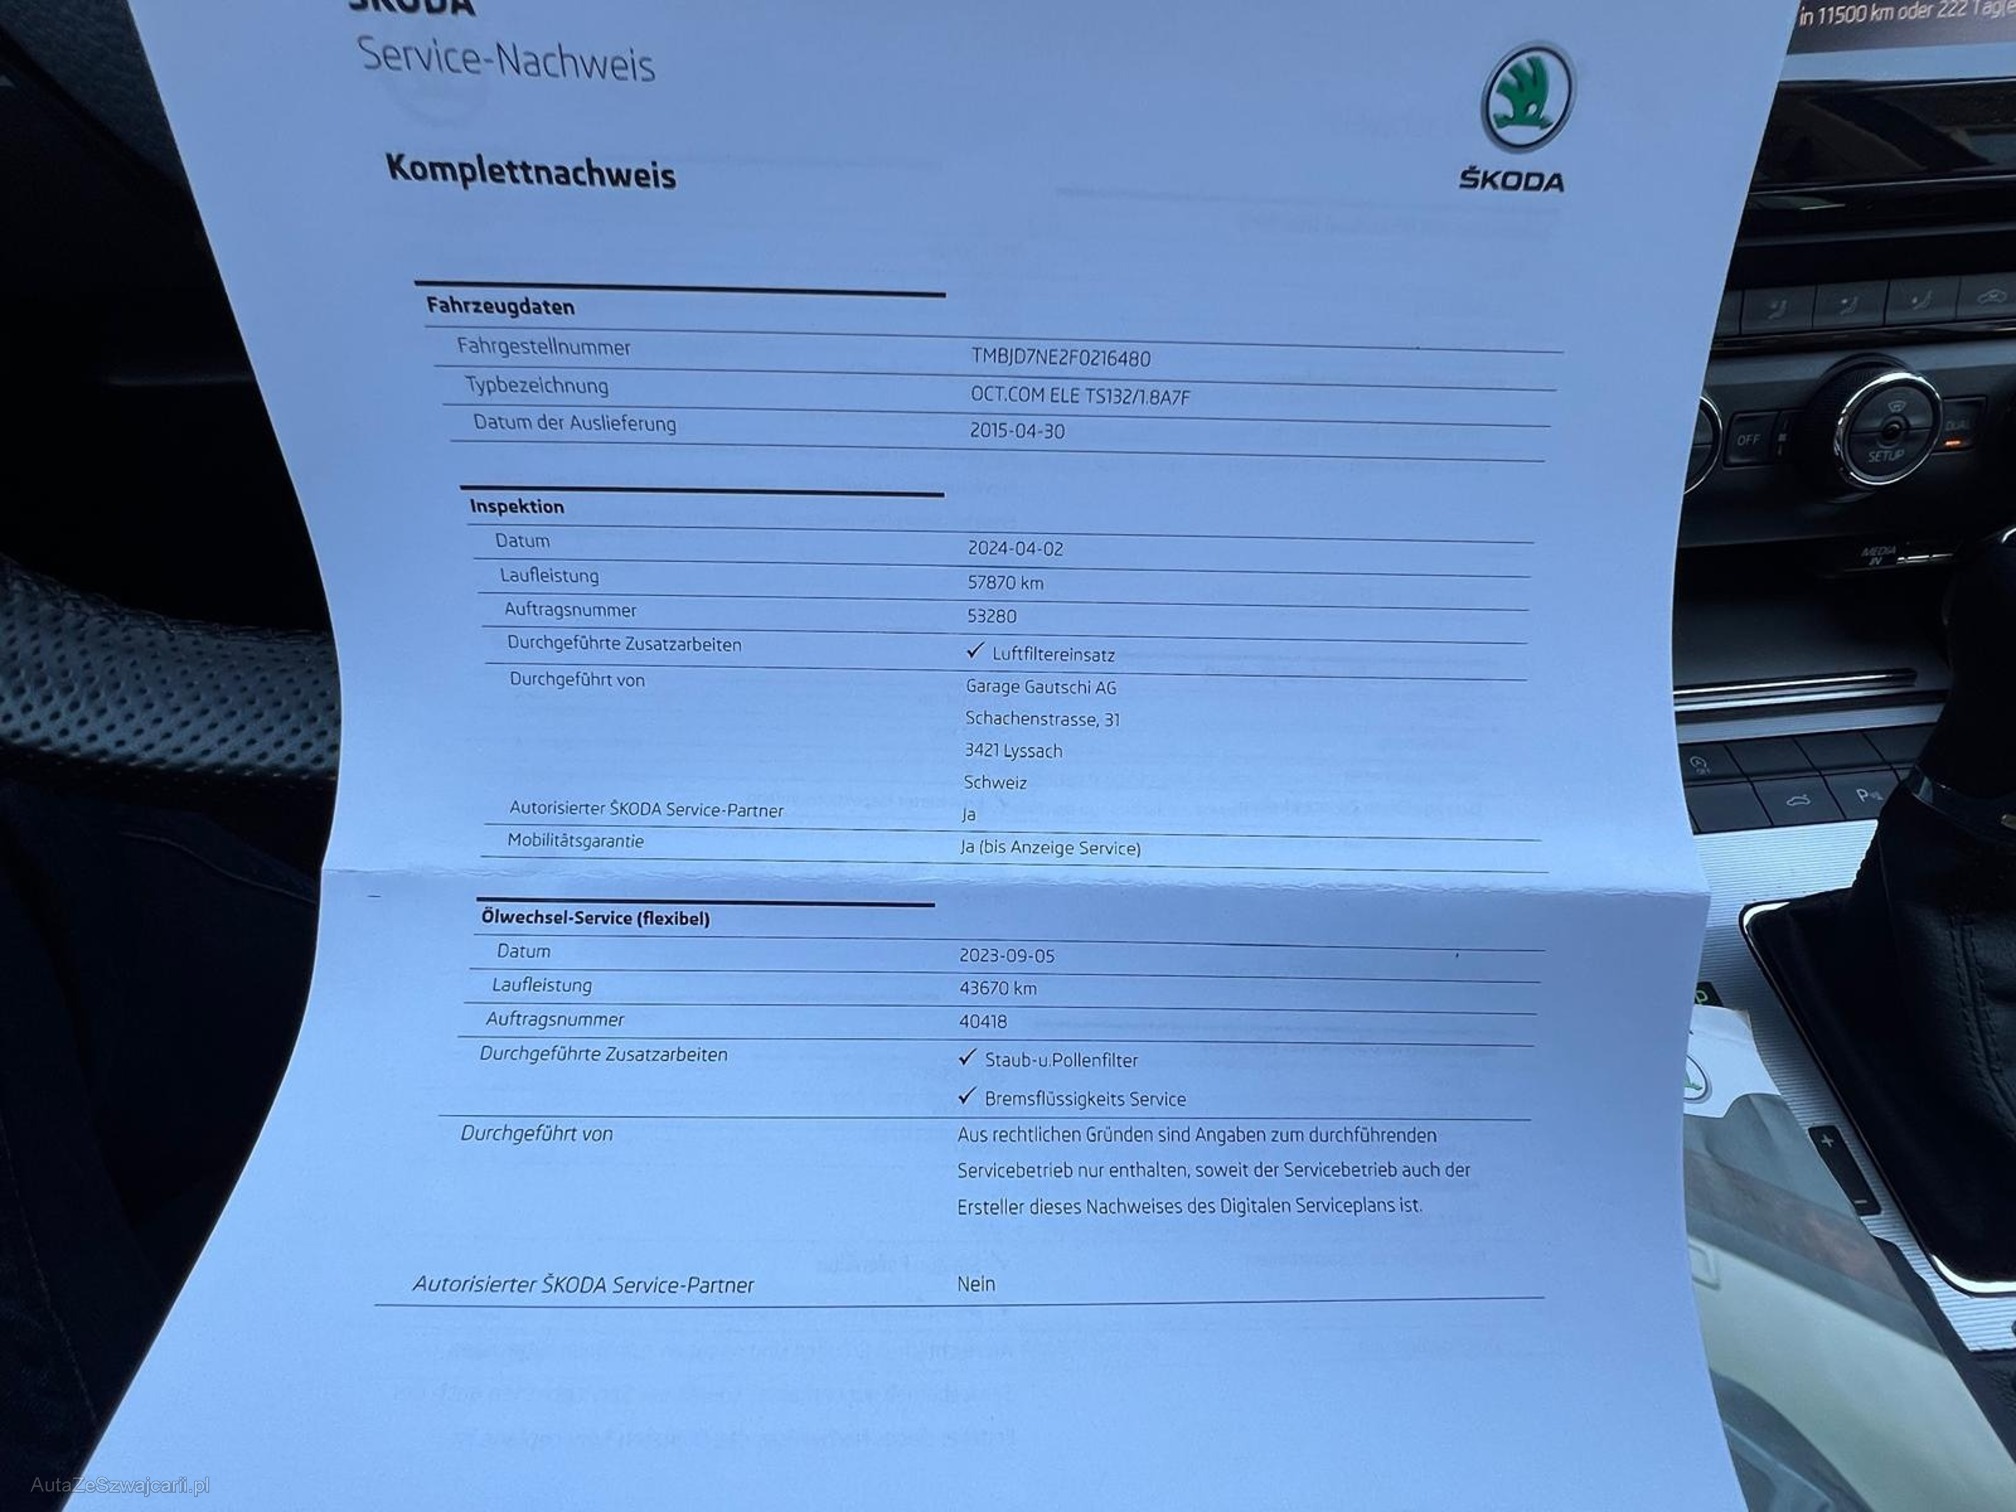 ŠKODA
Service-Nachweis
ŠKODA
Komplettnachweis
Fahrzeugdaten
Fahrgestellnummer TMBJD7NE2F0216480
Typbezeichnung OCT.COM ELE TS132/1.8A7F
Datum der Auslieferung 2015-04-30
Inspektion
Datum 2024-04-02
Laufleistung 57870 km
Auftragsnummer 53280
Durchgeführte Zusatzarbeiten ✓ Luftfiltereinsatz
Durchgeführt von Garage Gautschi AG
Schachenstrasse, 31
3421 Lyssach
Schweiz
Autorisierter ŠKODA Service-Partner Ja
Mobilitätsgarantie Ja (bis Anzeige Service)
Ölwechsel-Service (flexibel)
Datum 2023-09-05
Laufleistung 43670 km
Auftragsnummer 40418
Durchgeführte Zusatzarbeiten ✓ Staub-u.Pollenfilter
✓ Bremsflüssigkeits Service
Durchgeführt von Aus rechtlichen Gründen sind Angaben zum durchführenden
Servicebetrieb nur enthalten, soweit der Servicebetrieb auch der
Ersteller dieses Nachweises des Digitalen Serviceplans ist.
Autorisierter ŠKODA Service-Partner Nein
in 11500 km oder 222 Tag(e
OFF
SETUP
DUAL
MEDIA
IN
P
AutaZeSzwajcarii.pl